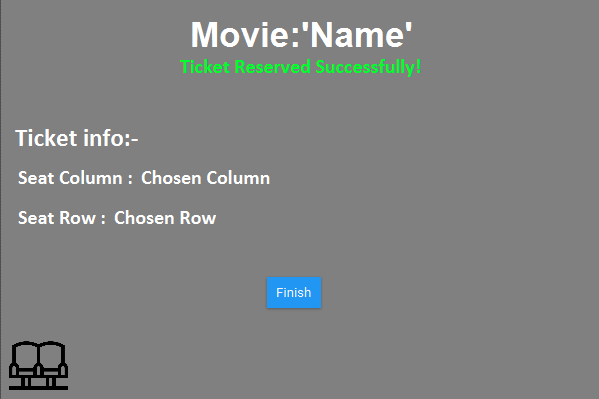 Movie:'Name'
Ticket Reserved Successfully!
Ticket info:-
Seat Column : Chosen Column
Seat Row : Chosen Row
Finish